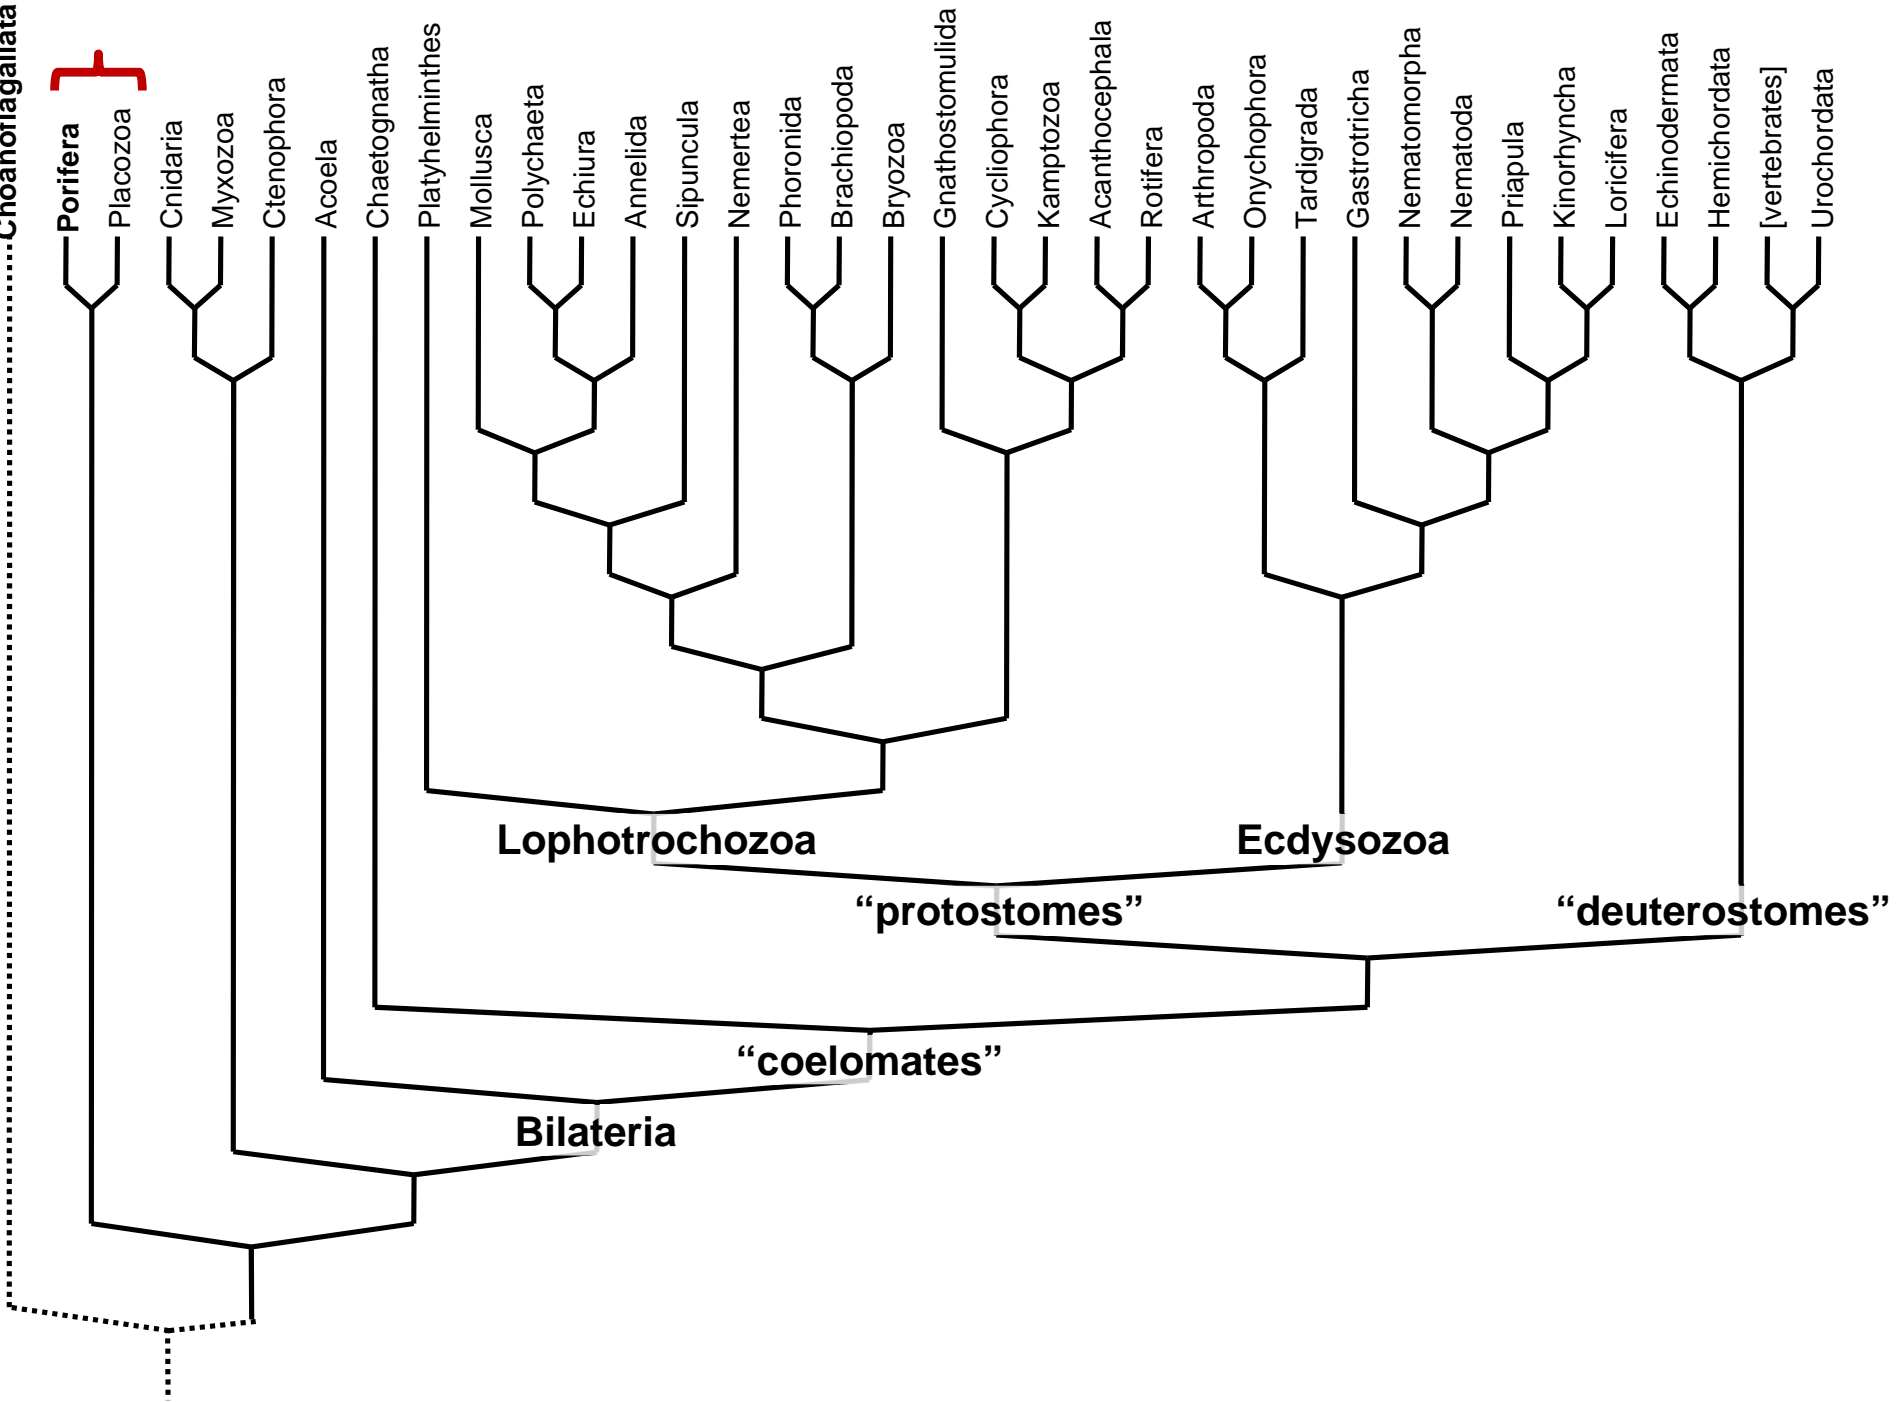 Choanoflagallata
Porifera
Placozoa
Cnidaria
Myxozoa
Ctenophora
Acoela
Chaetognatha
Platyhelminthes
Mollusca
Polychaeta
Echiura
Annelida
Sipuncula
Nemertea
Phoronida
Brachiopoda
Bryozoa
Gnathostomulida
Cycliophora
Kamptozoa
Acanthocephala
Rotifera
Arthropoda
Onychophora
Tardigrada
Gastrotricha
Nematomorpha
Nematoda
Priapula
Kinorhyncha
Loricifera
Echinodermata
Hemichordata
[vertebrates]
Urochordata
Lophotrochozoa
Ecdysozoa
“protostomes”
“deuterostomes”
“coelomates”
Bilateria